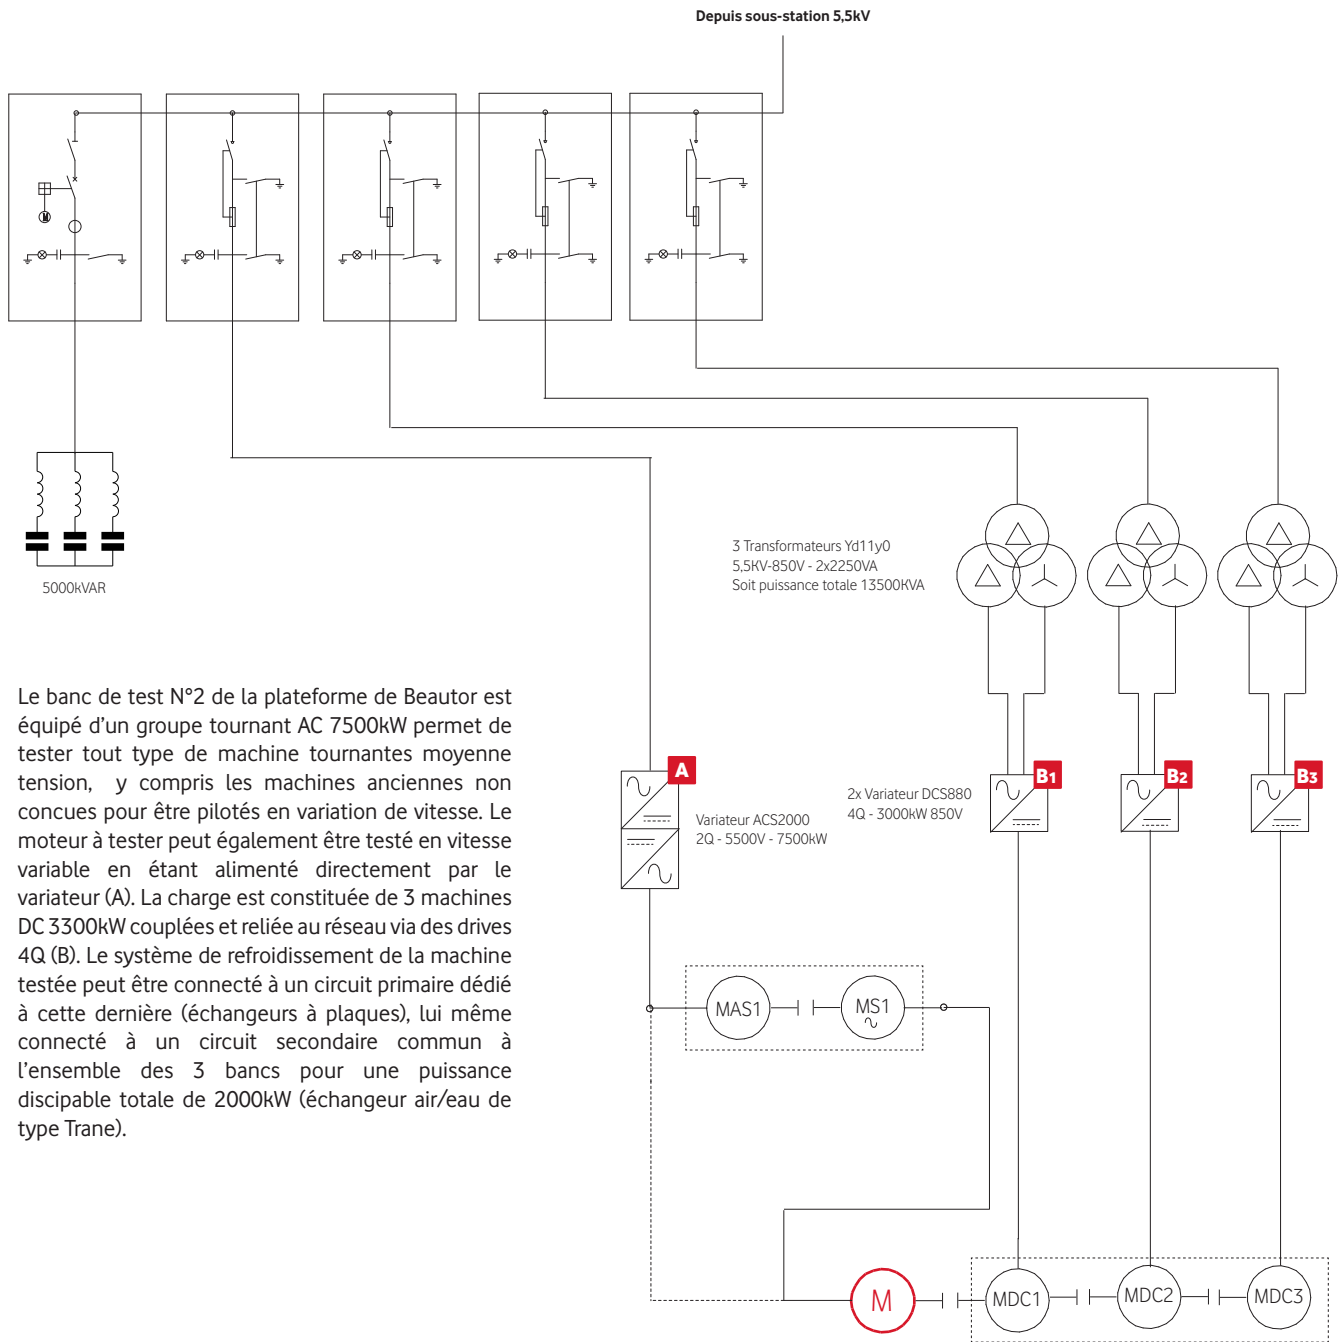 Depuis sous-station 5,5kV
M
5000kVAR
3 Transformateurs Yd11y0
5,5KV-850V - 2x2250VA
Soit puissance totale 13500KVA
Le banc de test N°2 de la plateforme de Beautor est
équipé d’un groupe tournant AC 7500kW permet de
tester tout type de machine tournantes moyenne
tension, y compris les machines anciennes non
concues pour être pilotés en variation de vitesse. Le
moteur à tester peut également être testé en vitesse
variable en étant alimenté directement par le
variateur (A). La charge est constituée de 3 machines
DC 3300kW couplées et reliée au réseau via des drives
4Q (B). Le système de refroidissement de la machine
testée peut être connecté à un circuit primaire dédié
à cette dernière (échangeurs à plaques), lui même
connecté à un circuit secondaire commun à
l’ensemble des 3 bancs pour une puissance
discipable totale de 2000kW (échangeur air/eau de
type Trane).
A
Variateur ACS2000
2Q - 5500V - 7500kW
2x Variateur DCS880
4Q - 3000kW 850V
B1
B2
B3
MAS1
MS1
M
MDC1
MDC2
MDC3